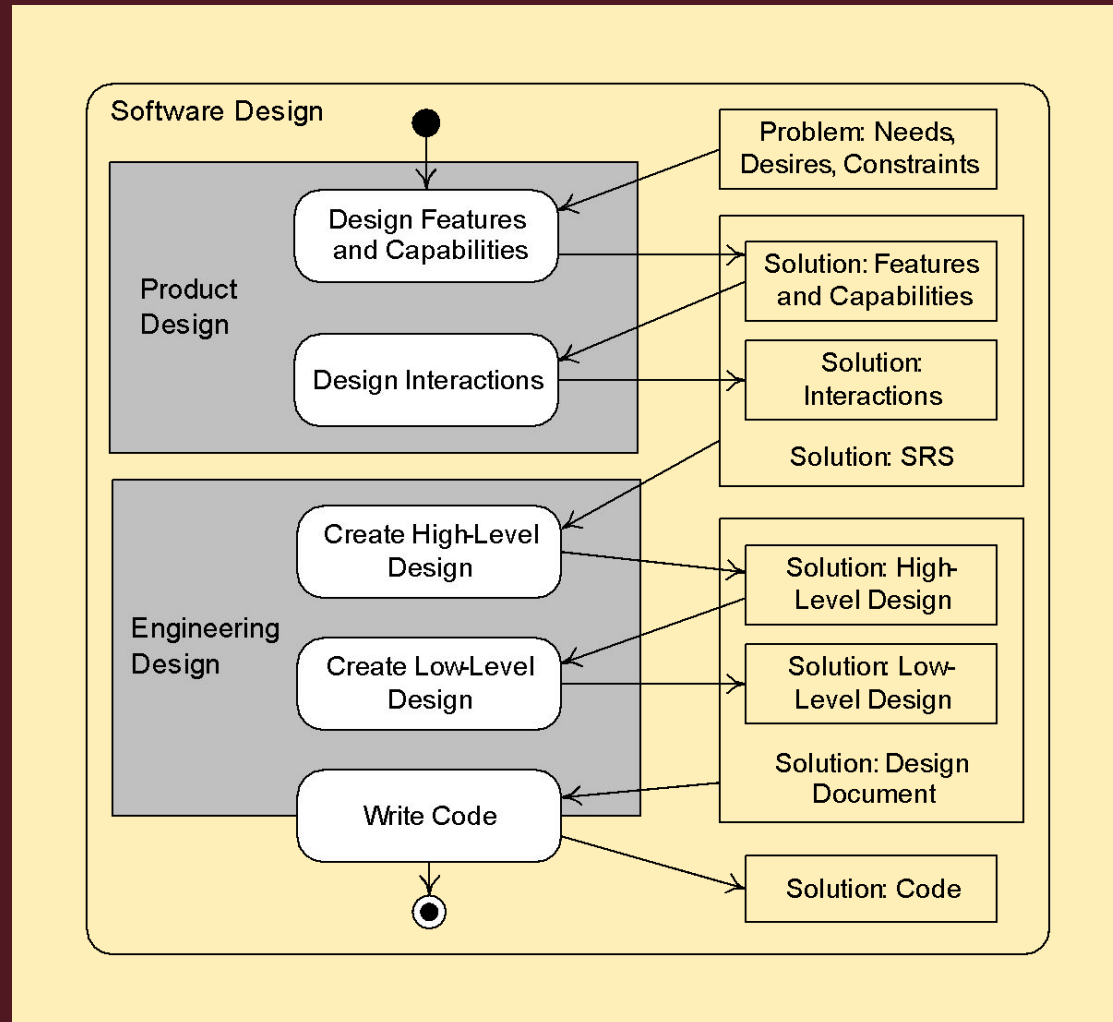 Software Design
Problem: Needs,
Desires, Constraints
Design Features
and Capabilities
Product
Design
Solution: Features
and Capabilities
Design Interactions
Solution:
Interactions
Solution: SRS
Create High-Level
Design
Solution: High-
Level Design
Engineering
Design
Create Low-Level
Design
Solution: Low-
Level Design
Solution: Design
Document
Write Code
Solution: Code